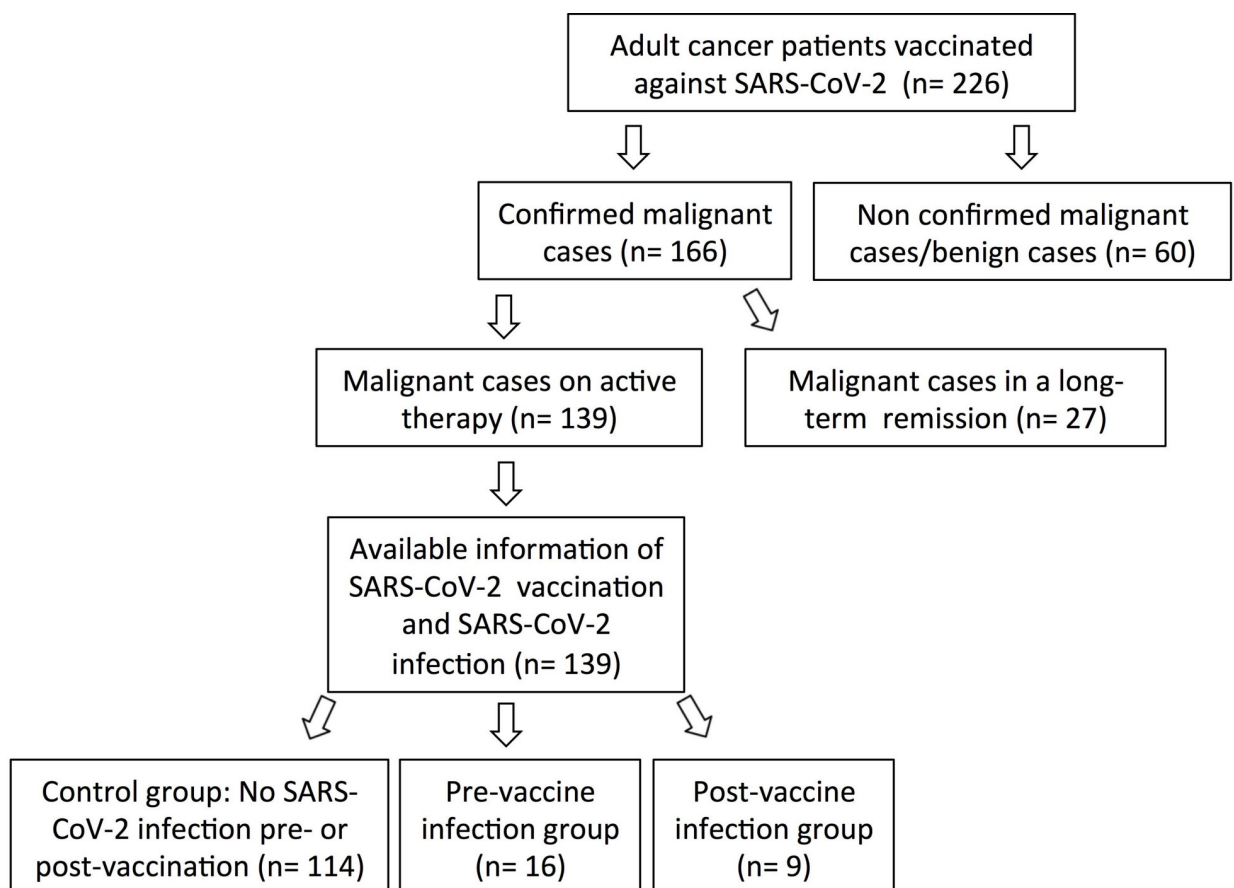 Adult cancer patients vaccinated
against SARS-CoV-2 (n= 226)
Confirmed malignant
cases (n= 166)
Non confirmed malignant
cases/benign cases (n= 60)
Malignant cases on active
therapy (n= 139)
Malignant cases in a long-
term remission (n= 27)
Available information of
SARS-CoV-2 vaccination
and SARS-CoV-2
infection (n= 139)
Control group: No SARS-
CoV-2 infection pre- or
post-vaccination (n= 114)
Pre-vaccine
infection group
(n= 16)
Post-vaccine
infection group
(n= 9)